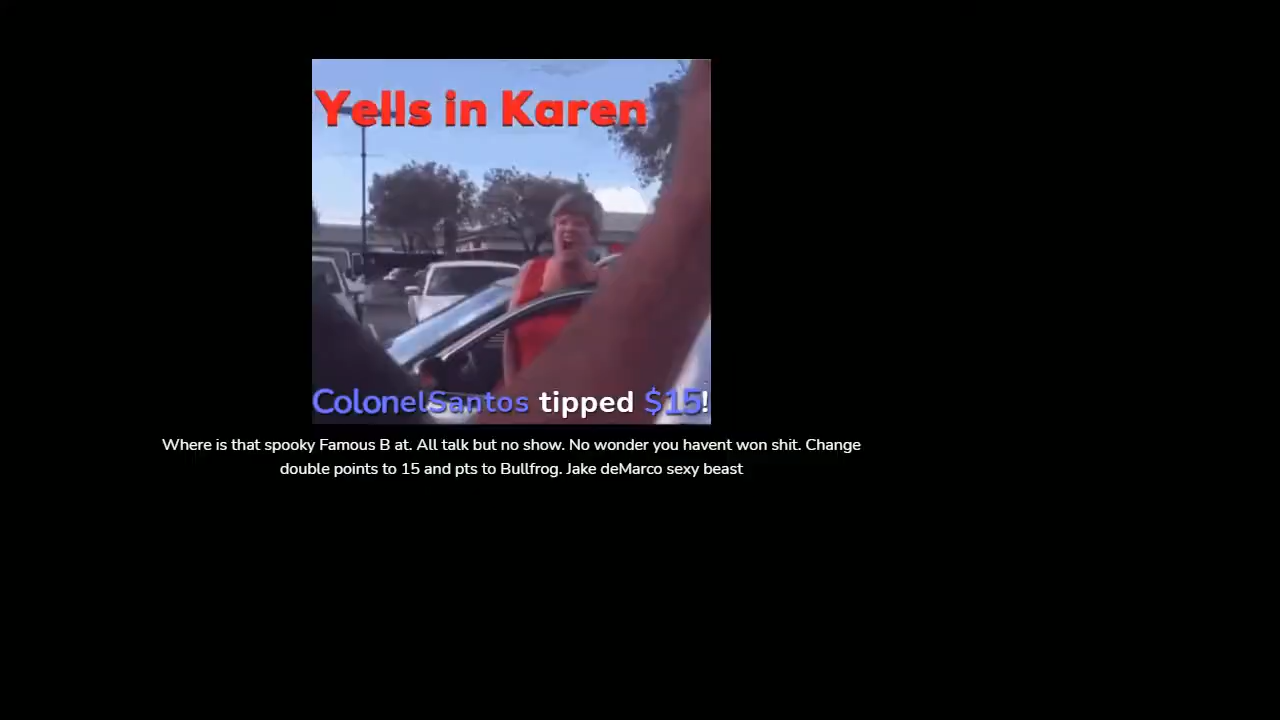 Yells in Karen
ColonelSantos tipped $15!
Where is that spooky Famous B at. All talk but no show. No wonder you havent won shit. Change
double points to 15 and pts to Bullfrog. Jake deMarco sexy beast